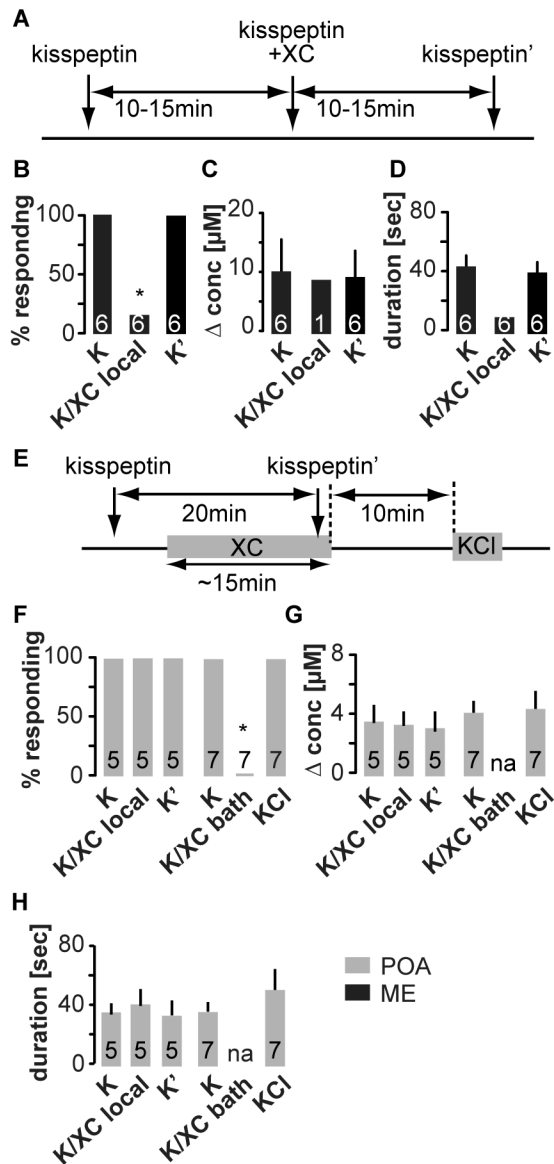 A
kisspeptin
kisspeptin
+XC
kisspeptin’
10-15min
10-15min
B
% respondng
100
50
0
6
*
6
6
K
K/XC local
K’
C
Δ conc [µM]
20
10
0
6
1
6
K
K/XC local
K’
D
duration [sec]
80
40
0
6
6
6
K
K/XC local
K’
E
kisspeptin
kisspeptin’
20min
10min
XC
KCl
~15min
F
% responding
100
50
0
5
5
5
7
*
7
7
K
K/XC local
K’
K
K/XC bath
KCl
G
Δ conc [µM]
8
4
0
5
5
5
7
na
7
K
K/XC local
K’
K
K/XC bath
KCl
H
duration [sec]
80
40
0
5
5
5
7
na
7
K
K/XC local
K’
K
K/XC bath
KCl
POA
ME